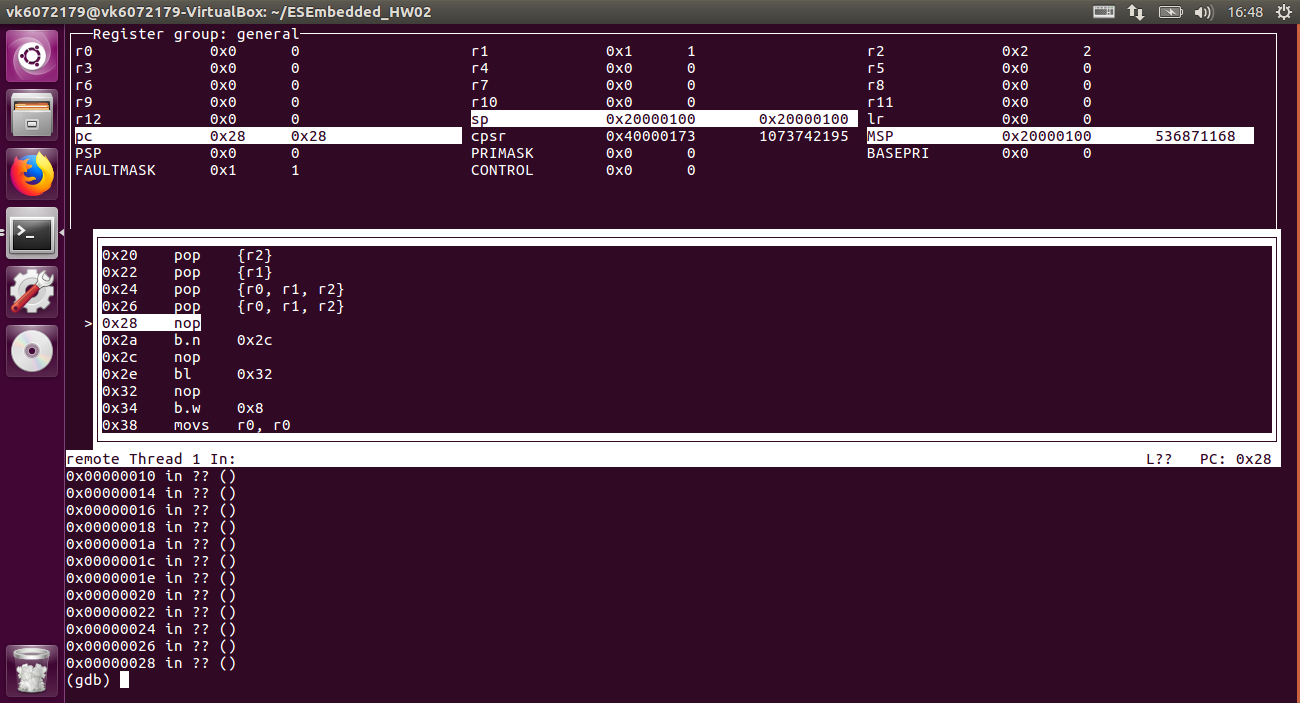 vk6072179@vk6072179-VirtualBox: ~/ESEmbedded_HW02 16:48
Register group: general
r0 0x0 0 r1 0x1 1 r2 0x2 2
r3 0x0 0 r4 0x0 0 r5 0x0 0
r6 0x0 0 r7 0x0 0 r8 0x0 0
r9 0x0 0 r10 0x0 0 r11 0x0 0
r12 0x0 0 sp 0x20000100 0x20000100 lr 0x0 0
pc 0x28 0x28 cpsr 0x40000173 1073742195 MSP 0x20000100 536871168
PSP 0x0 0 PRIMASK 0x0 0 BASEPRI 0x0 0
FAULTMASK 0x1 1 CONTROL 0x0 0
0x20 pop {r2}
0x22 pop {r1}
0x24 pop {r0, r1, r2}
0x26 pop {r0, r1, r2}
> 0x28 nop
0x2a b.n 0x2c
0x2c nop
0x2e bl 0x32
0x32 nop
0x34 b.w 0x8
0x38 movs r0, r0
remote Thread 1 In: L?? PC: 0x28
0x00000010 in ?? ()
0x00000014 in ?? ()
0x00000016 in ?? ()
0x00000018 in ?? ()
0x0000001a in ?? ()
0x0000001c in ?? ()
0x0000001e in ?? ()
0x00000020 in ?? ()
0x00000022 in ?? ()
0x00000024 in ?? ()
0x00000026 in ?? ()
0x00000028 in ?? ()
(gdb)